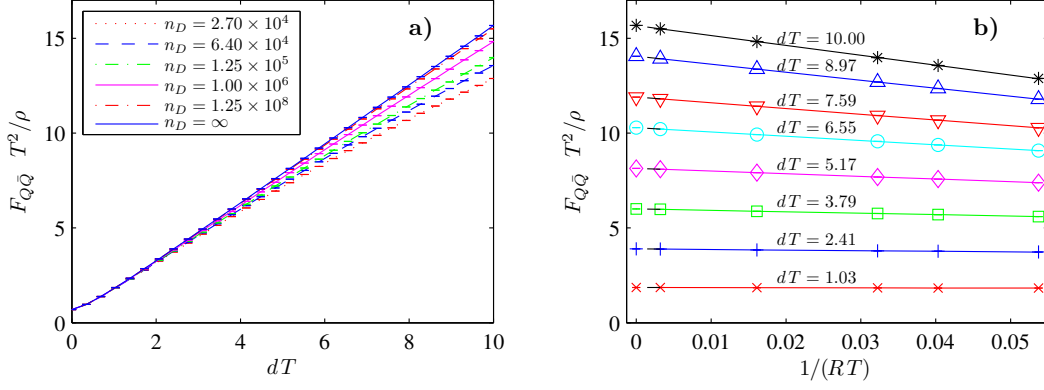 a)
n_D = 2.70 × 10^4
n_D = 6.40 × 10^4
n_D = 1.25 × 10^5
n_D = 1.00 × 10^6
n_D = 1.25 × 10^8
n_D = ∞
F_{QQ̄} T^2/ρ
15
10
5
0
0 2 4 6 8 10
dT
b)
dT = 10.00
dT = 8.97
dT = 7.59
dT = 6.55
dT = 5.17
dT = 3.79
dT = 2.41
dT = 1.03
F_{QQ̄} T^2/ρ
15
10
5
0
0 0.01 0.02 0.03 0.04 0.05
1/(RT)